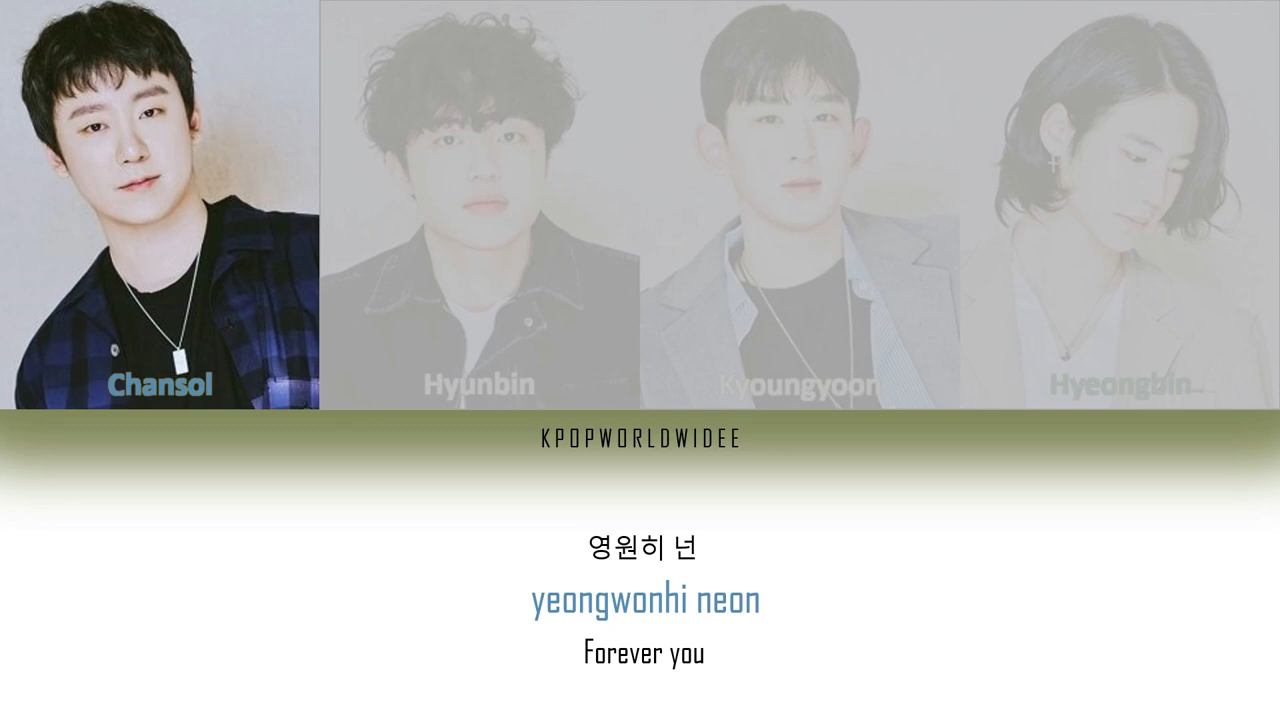 Chansol
Hyunbin
Kyoungyoon
Hyeongbin
KPOPWORLDWIDEE
영원히 넌
yeongwonhi neon
Forever you